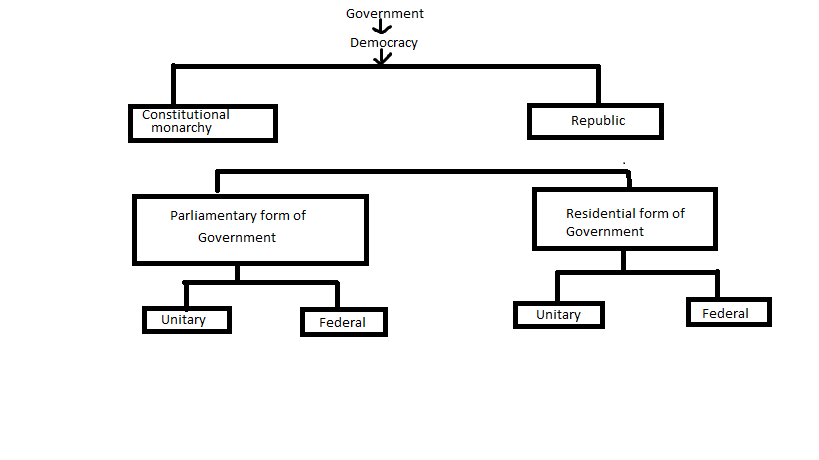 Government
Democracy
Constitutional
monarchy
Republic
Parliamentary form of
Government
Residential form of
Government
Unitary
Federal
Unitary
Federal